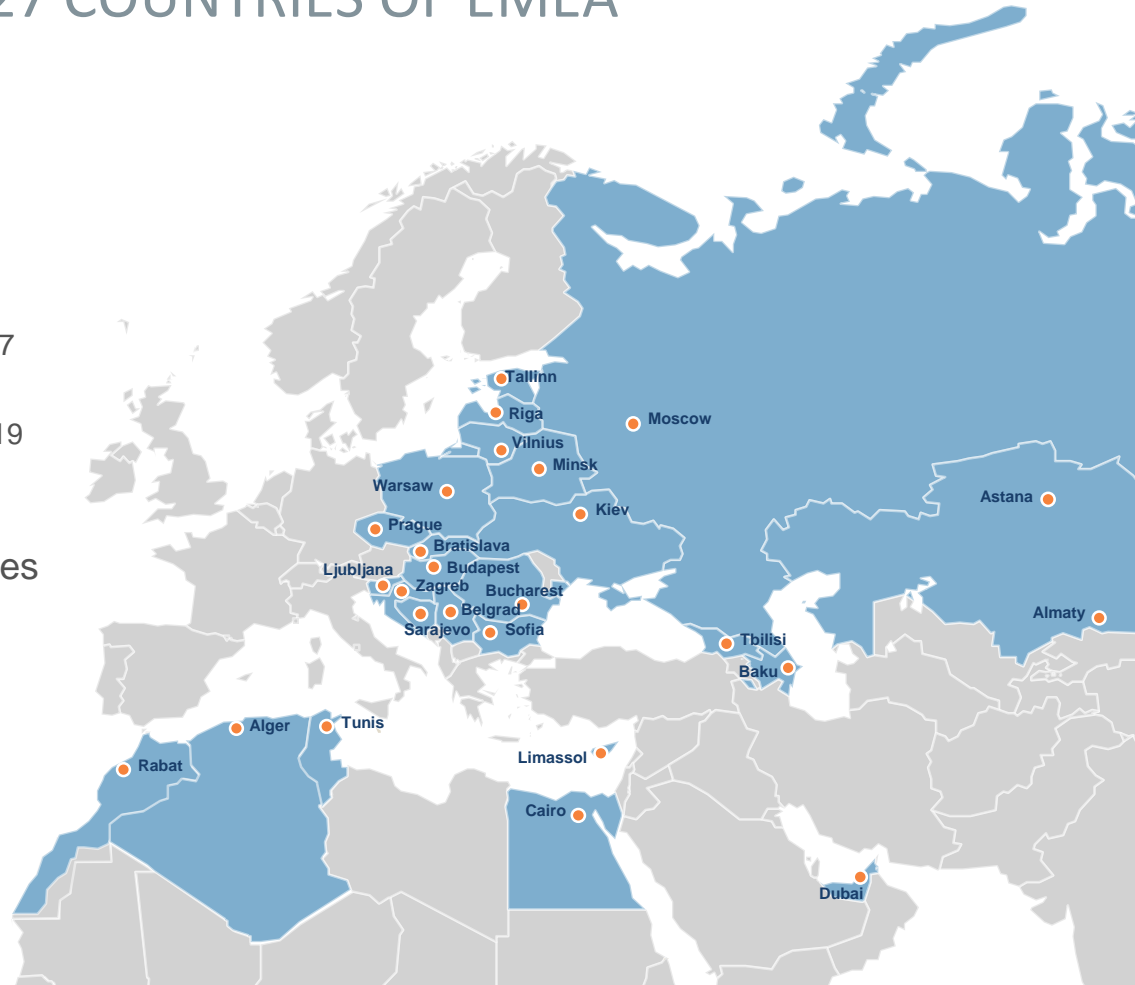 27 COUNTRIES OF EMEA
7
19
es
Tallinn
Riga
Moscow
Vilnius
Minsk
Warsaw
Astana
Kiev
Prague
Bratislava
Ljubljana
Budapest
Zagreb
Bucharest
Belgrad
Almaty
Sarajevo
Sofia
Tbilisi
Baku
Alger
Tunis
Limassol
Rabat
Cairo
Dubai